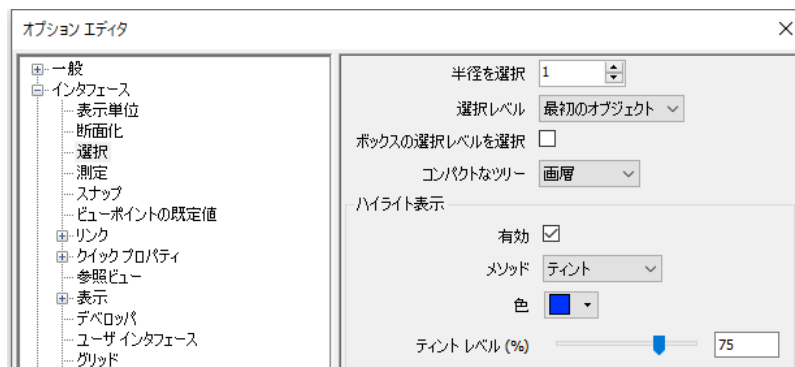 オプション エディタ
一般
インタフェース
表示単位
断面化
選択
測定
スナップ
ビューポイントの既定値
リンク
クイック プロパティ
参照ビュー
表示
デベロッパ
ユーザ インタフェース
グリッド
半径を選択 1
選択レベル 最初のオブジェクト
ボックスの選択レベルを選択
コンパクトなツリー 画層
ハイライト表示
有効
メソッド ティント
色
ティント レベル (%) 75